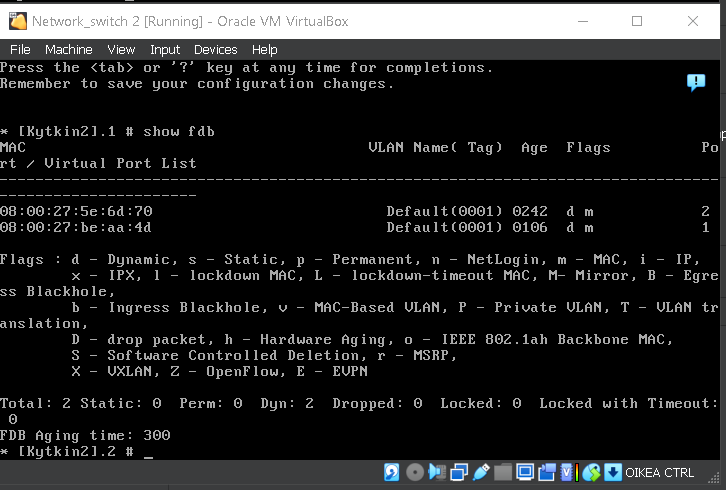 Network_switch 2 [Running] - Oracle VM VirtualBox
File Machine View Input Devices Help
Press the <tab> or '?' key at any time for completions.
Remember to save your configuration changes.
* [Kytkin2].1 # show fdb
MAC VLAN Name( Tag) Age Flags Po
rt / Virtual Port List
--------------------------------------------------------------------------------
----------------------
08:00:27:5e:6d:70 Default(0001) 0242 d m 2
08:00:27:be:aa:4d Default(0001) 0106 d m 1
Flags : d - Dynamic, s - Static, p - Permanent, n - NetLogin, m - MAC, i - IP,
x - IPX, l - lockdown MAC, L - lockdown-timeout MAC, M- Mirror, B - Egre
ss Blackhole,
b - Ingress Blackhole, v - MAC-Based VLAN, P - Private VLAN, T - VLAN tr
anslation,
D - drop packet, h - Hardware Aging, o - IEEE 802.1ah Backbone MAC,
S - Software Controlled Deletion, r - MSRP,
X - VXLAN, Z - OpenFlow, E - EVPN
Total: 2 Static: 0 Perm: 0 Dyn: 2 Dropped: 0 Locked: 0 Locked with Timeout:
0
FDB Aging time: 300
* [Kytkin2].2 # _
OIKEA CTRL